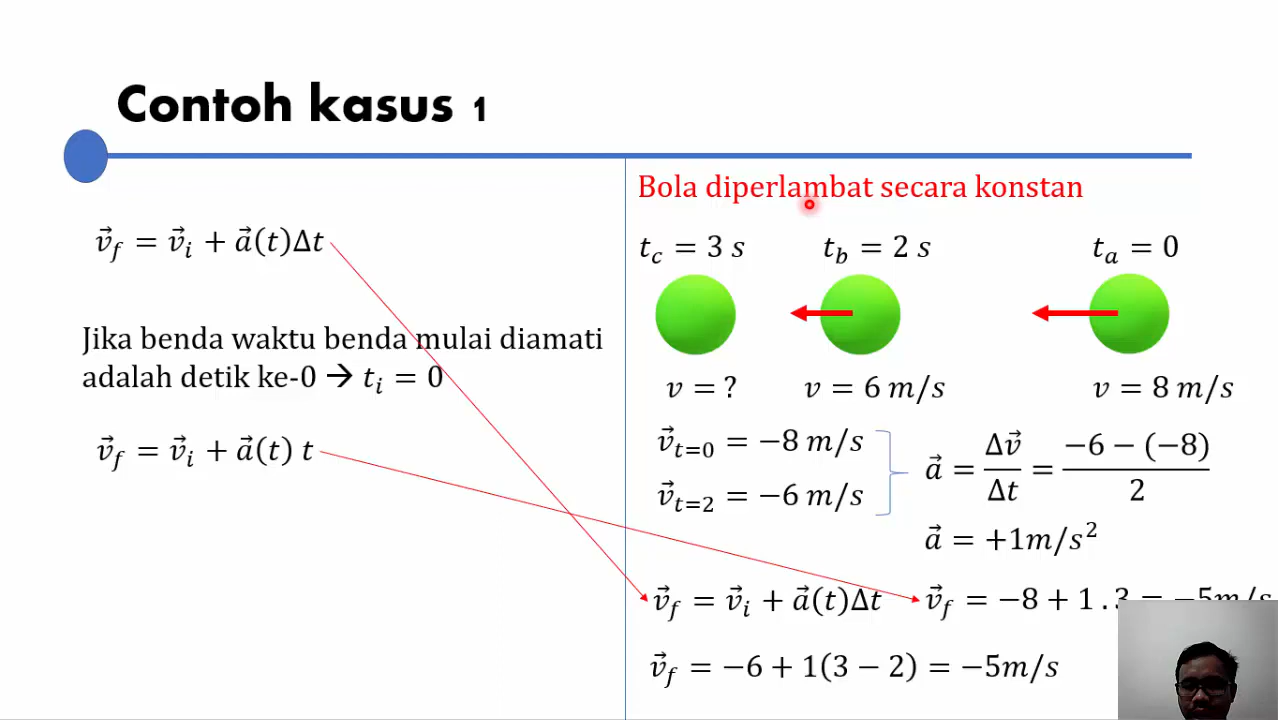 Contoh kasus 1
v⃗_f = v⃗_i + a⃗(t)Δt
Jika benda waktu benda mulai diamati
adalah detik ke-0 → t_i = 0
v⃗_f = v⃗_i + a⃗(t) t
Bola diperlambat secara konstan
t_c = 3 s t_b = 2 s t_a = 0
v = ? v = 6 m/s v = 8 m/s
v⃗_{t=0} = −8 m/s
v⃗_{t=2} = −6 m/s
a⃗ = Δv⃗/Δt = (−6 − (−8))/2
a⃗ = +1m/s²
v⃗_f = v⃗_i + a⃗(t)Δt
v⃗_f = −6 + 1(3 − 2) = −5m/s
v⃗_f = −8 + 1 . 3 = −5m/s